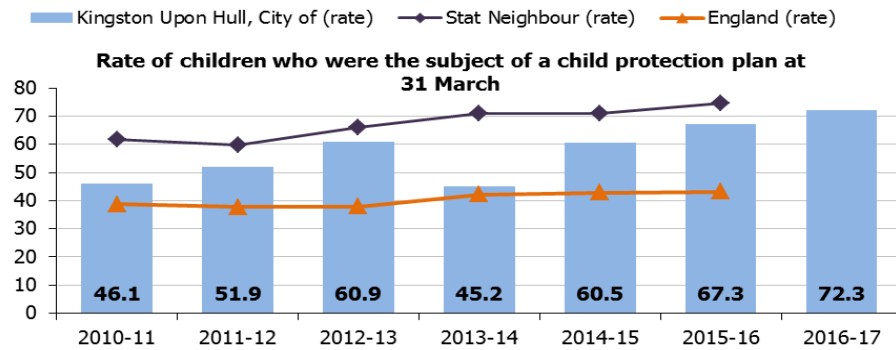 Kingston Upon Hull, City of (rate) Stat Neighbour (rate) England (rate)
Rate of children who were the subject of a child protection plan at
31 March
80
70
60
50
40
30
20
10
0
46.1 51.9 60.9 45.2 60.5 67.3 72.3
2010-11 2011-12 2012-13 2013-14 2014-15 2015-16 2016-17